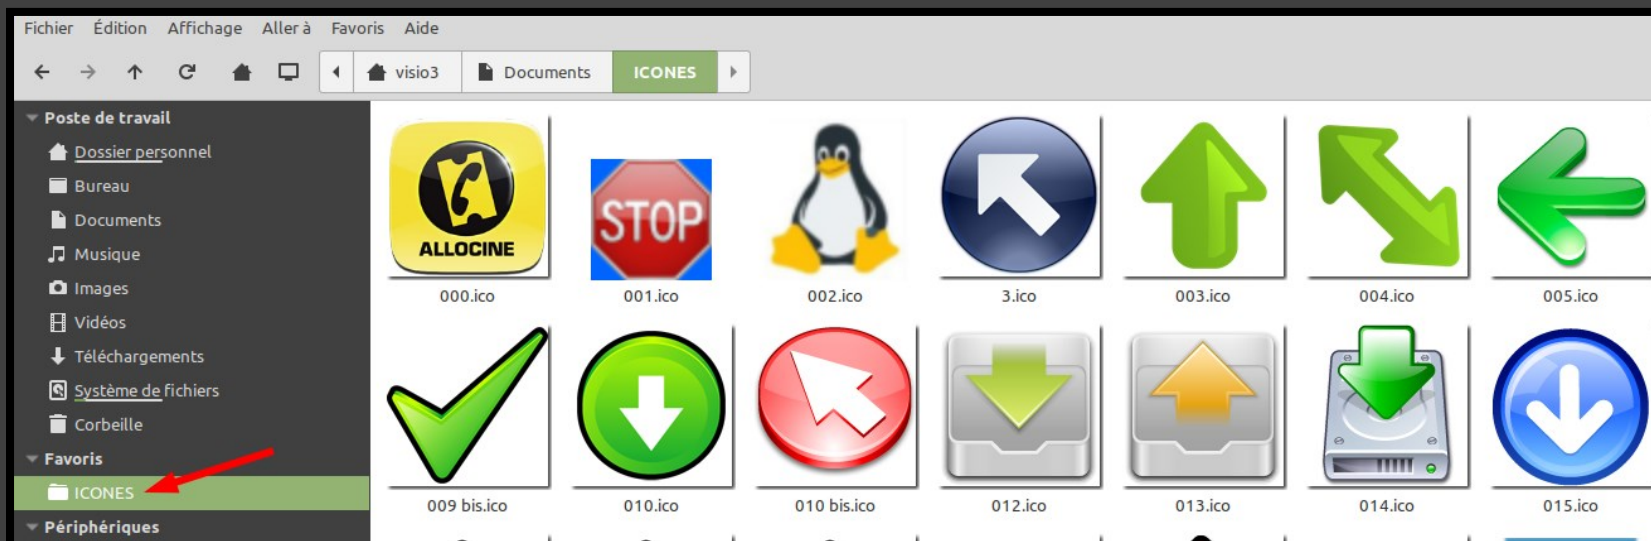 Fichier Édition Affichage Aller à Favoris Aide
visio3 Documents ICONES
Poste de travail
Dossier personnel
Bureau
Documents
Musique
Images
Vidéos
Téléchargements
Système de fichiers
Corbeille
Favoris
ICONES
Périphériques
ALLOCINE
STOP
000.ico 001.ico 002.ico 3.ico 003.ico 004.ico 005.ico
009 bis.ico 010.ico 010 bis.ico 012.ico 013.ico 014.ico 015.ico